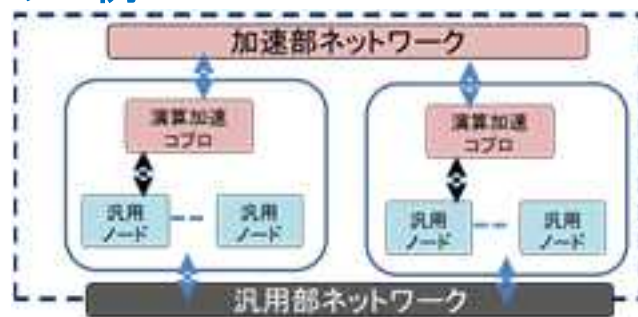 加速部ネットワーク
演算加速
コプロ
演算加速
コプロ
汎用
ノード
汎用
ノード
汎用
ノード
汎用
ノード
汎用部ネットワーク